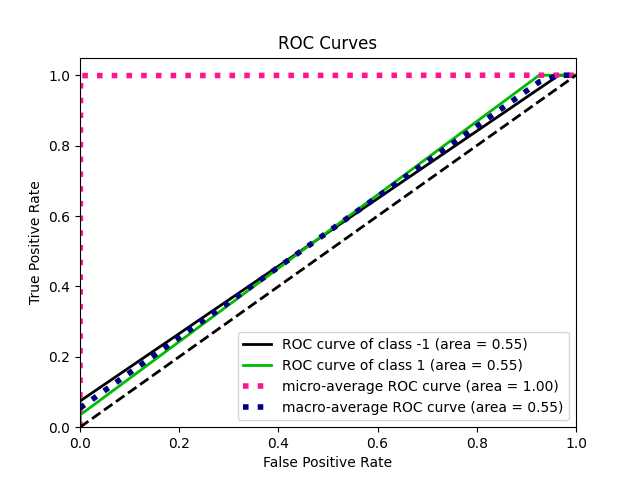 ROC Curves
True Positive Rate
1.0
0.8
0.6
0.4
0.2
0.0
ROC curve of class -1 (area = 0.55)
ROC curve of class 1 (area = 0.55)
micro-average ROC curve (area = 1.00)
macro-average ROC curve (area = 0.55)
0.0 0.2 0.4 0.6 0.8 1.0
False Positive Rate